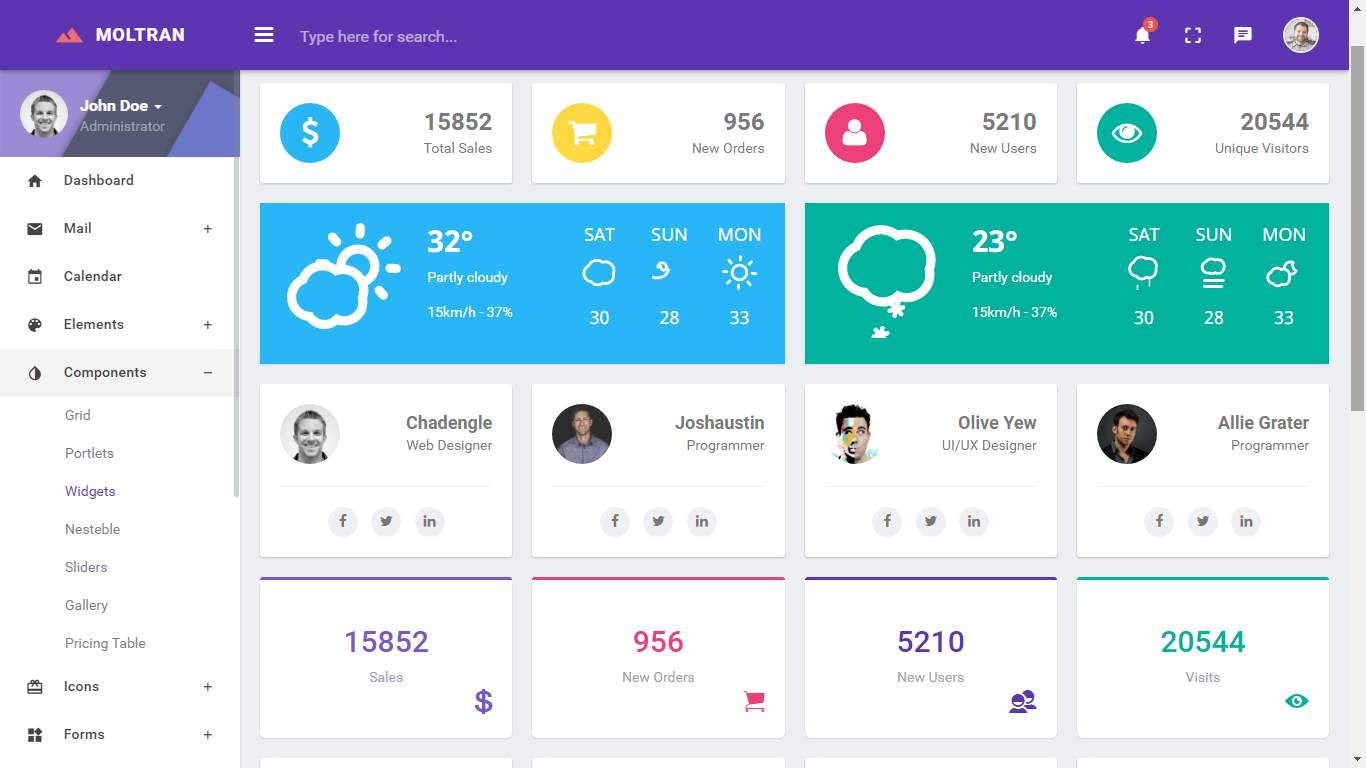 MOLTRAN
Type here for search...
3
John Doe
Administrator
Dashboard
Mail +
Calendar
Elements +
Components −
Grid
Portlets
Widgets
Nesteble
Sliders
Gallery
Pricing Table
Icons +
Forms +
$
15852
Total Sales
956
New Orders
5210
New Users
20544
Unique Visitors
32°
Partly cloudy
15km/h - 37%
SAT SUN MON
30 28 33
23°
Partly cloudy
15km/h - 37%
SAT SUN MON
30 28 33
Chadengle
Web Designer
Joshaustin
Programmer
Olive Yew
UI/UX Designer
Allie Grater
Programmer
15852
Sales
$
956
New Orders
5210
New Users
20544
Visits